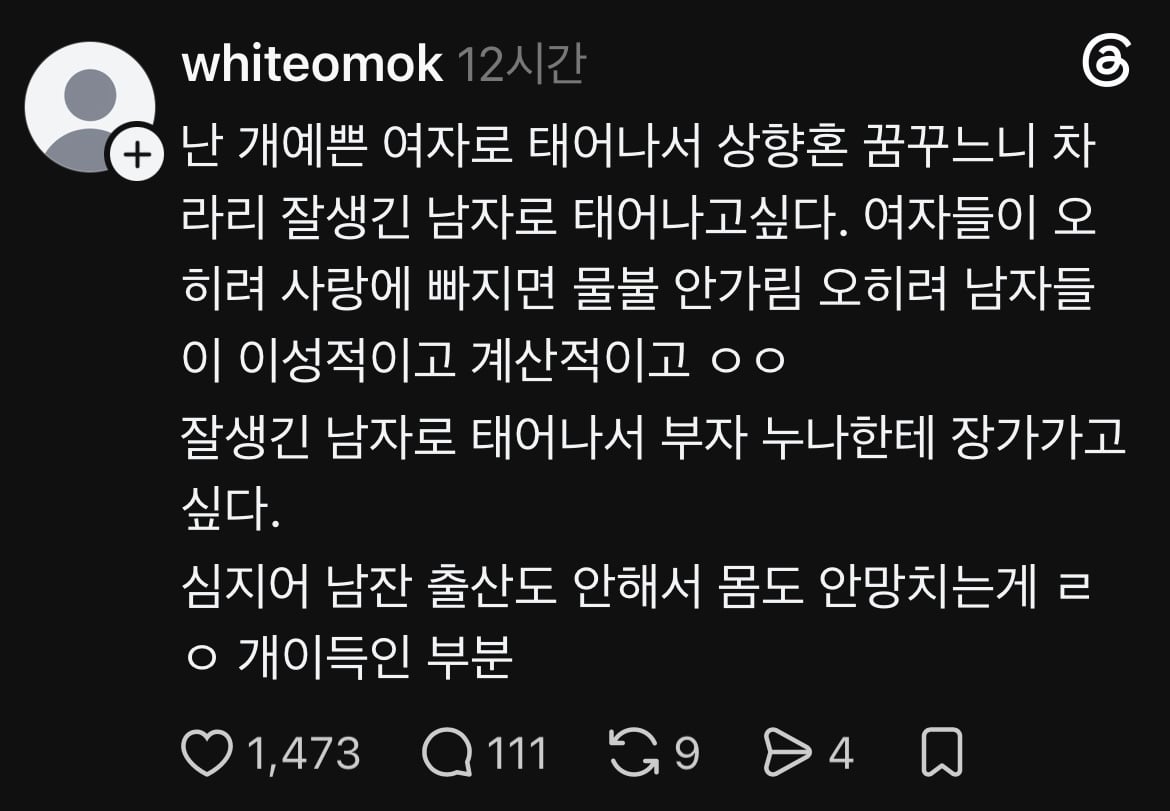 whiteomok 12시간
난 개예쁜 여자로 태어나서 상향혼 꿈꾸느니 차
라리 잘생긴 남자로 태어나고싶다. 여자들이 오
히려 사랑에 빠지면 물불 안가림 오히려 남자들
이 이성적이고 계산적이고 ㅇㅇ
잘생긴 남자로 태어나서 부자 누나한테 장가가고
싶다.
심지어 남잔 출산도 안해서 몸도 안망치는게 ㄹ
ㅇ 개이득인 부분
1,473 111 9 4